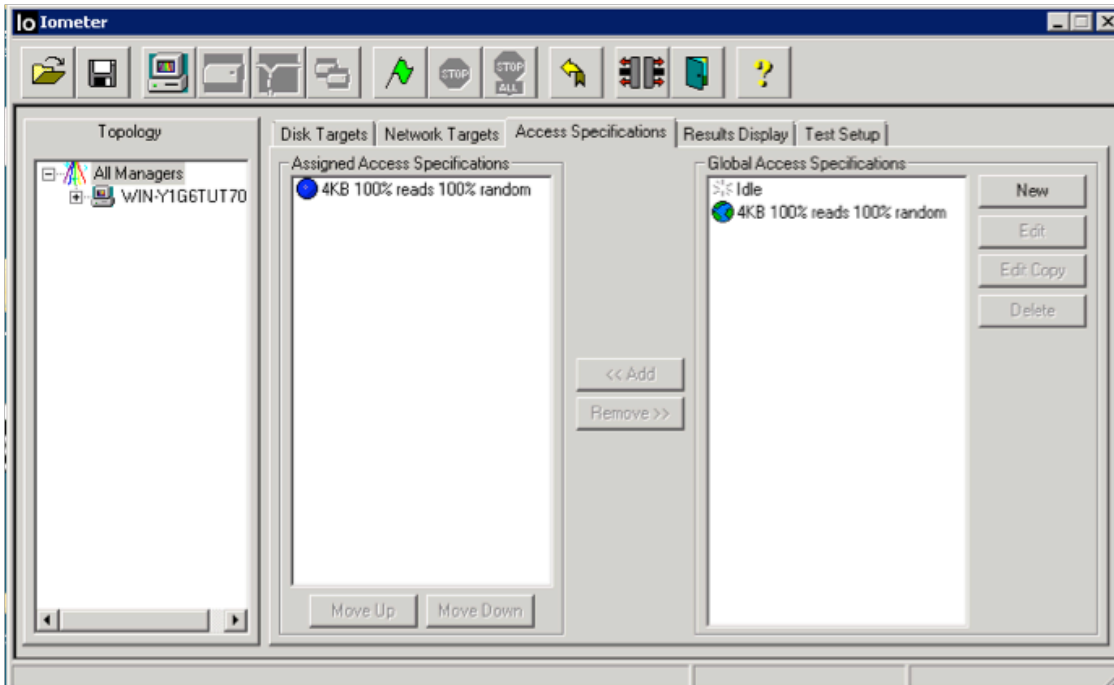 Io Iometer
STOP
STOP
ALL
?
Topology
Disk Targets
Network Targets
Access Specifications
Results Display
Test Setup
All Managers
WIN-Y1G6TUT70
Assigned Access Specifications
4KB 100% reads 100% random
Move Up
Move Down
<< Add
Remove >>
Global Access Specifications
Idle
4KB 100% reads 100% random
New
Edit
Edit Copy
Delete